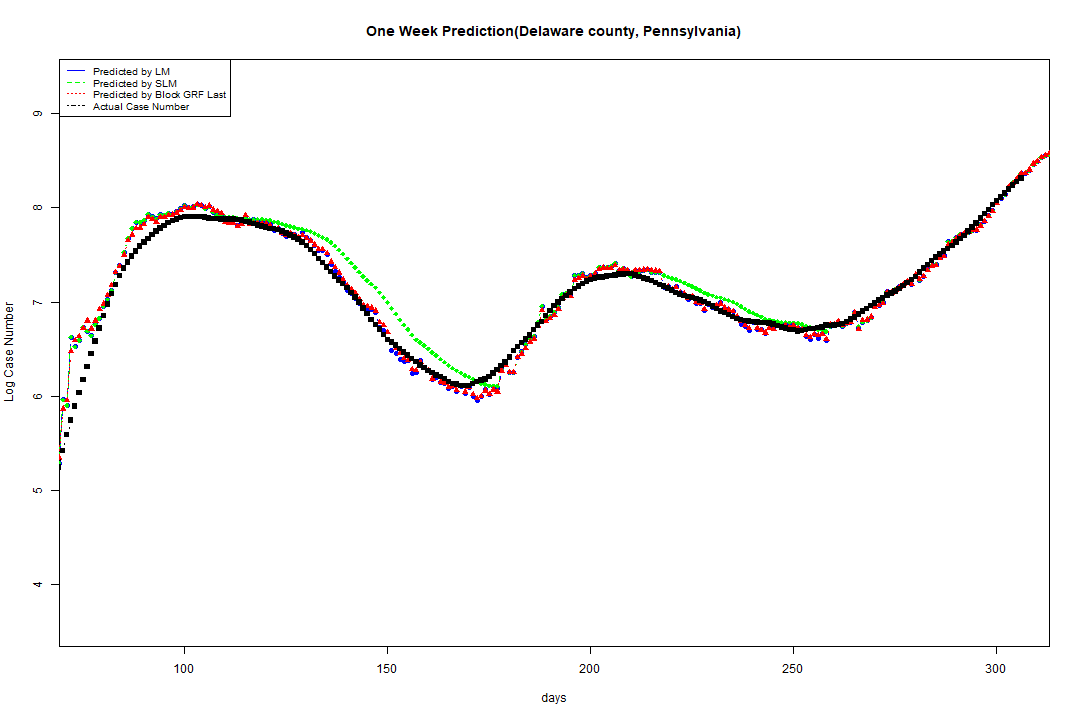 One Week Prediction(Delaware county, Pennsylvania)
Predicted by LM
Predicted by SLM
Predicted by Block GRF Last
Actual Case Number
Log Case Number
9
8
7
6
5
4
100 150 200 250 300
days